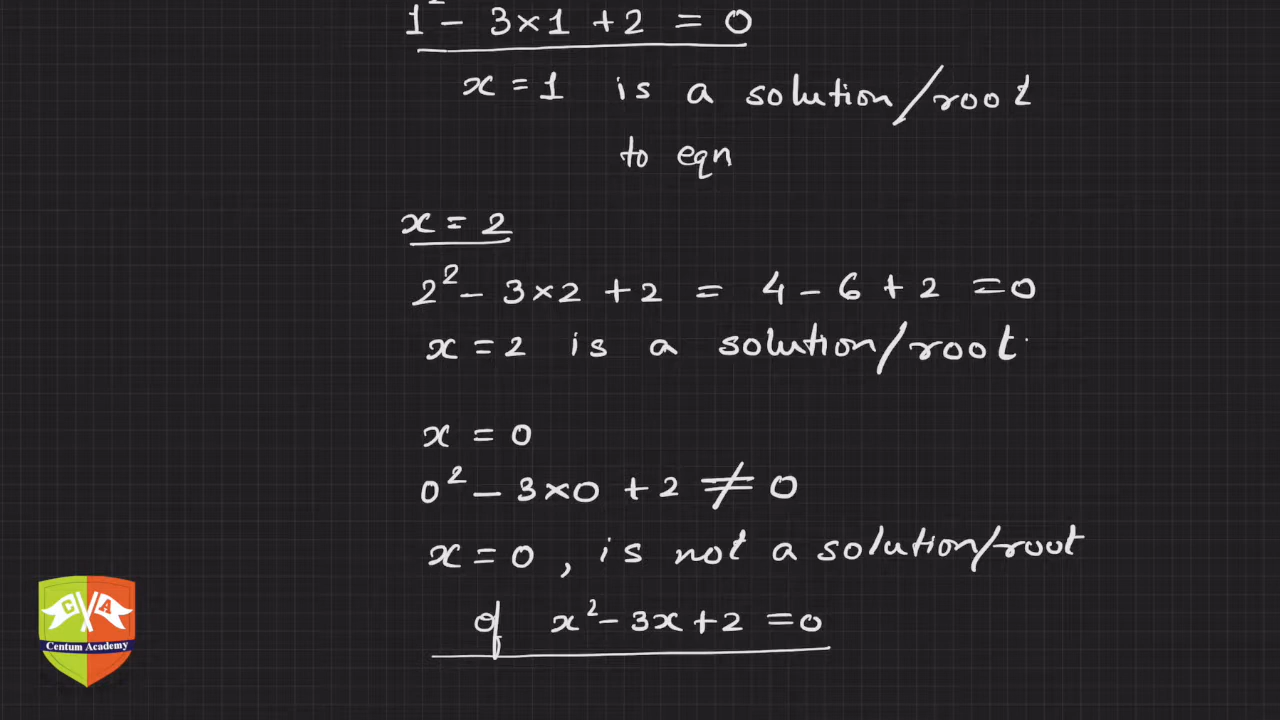 1² - 3×1 + 2 = 0
x = 1 is a solution/root
to eqn
x = 2
2² - 3×2 + 2 = 4 - 6 + 2 = 0
x = 2 is a solution/root
x = 0
0² - 3×0 + 2 ≠ 0
x = 0, is not a solution/root
of x² - 3x + 2 = 0
C A
Centum Academy